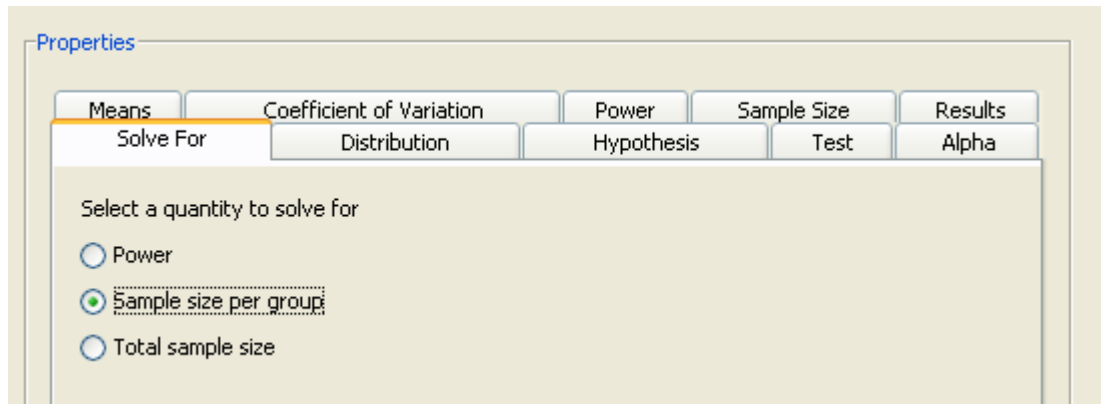 Properties
Means Coefficient of Variation Power Sample Size Results
Solve For Distribution Hypothesis Test Alpha
Select a quantity to solve for
Power
Sample size per group
Total sample size